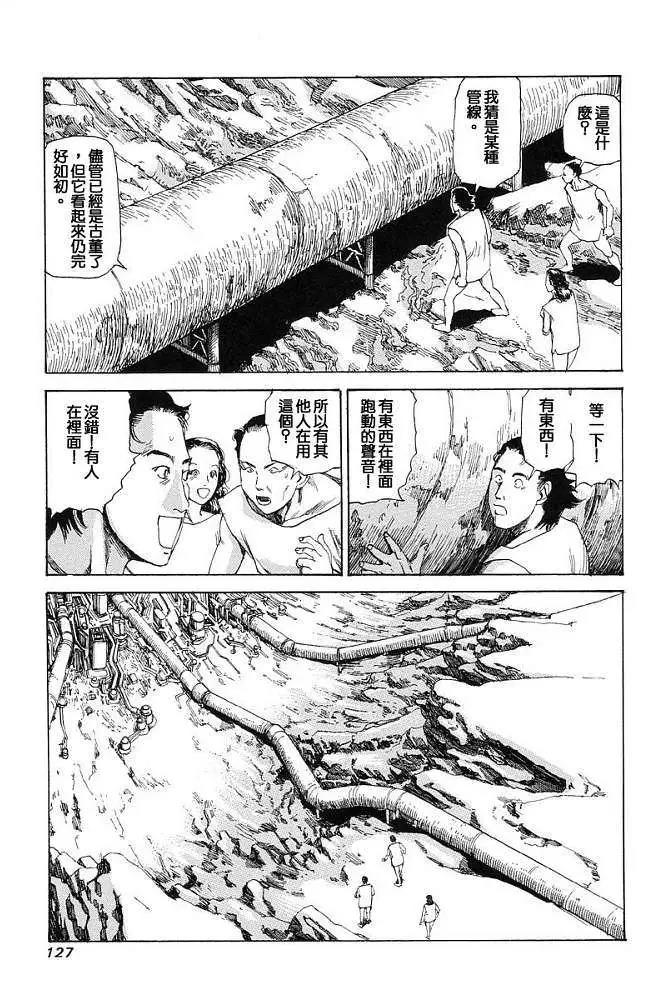 這是什
麼？
我猜是某種
管線。
儘管已經是古董了
，但它看起來仍完
好如初。
等一下！
有東西！
有東西在裡面
跑動的聲音！
所以有其
他人在用
這個？
沒錯！有人
在裡面！
127